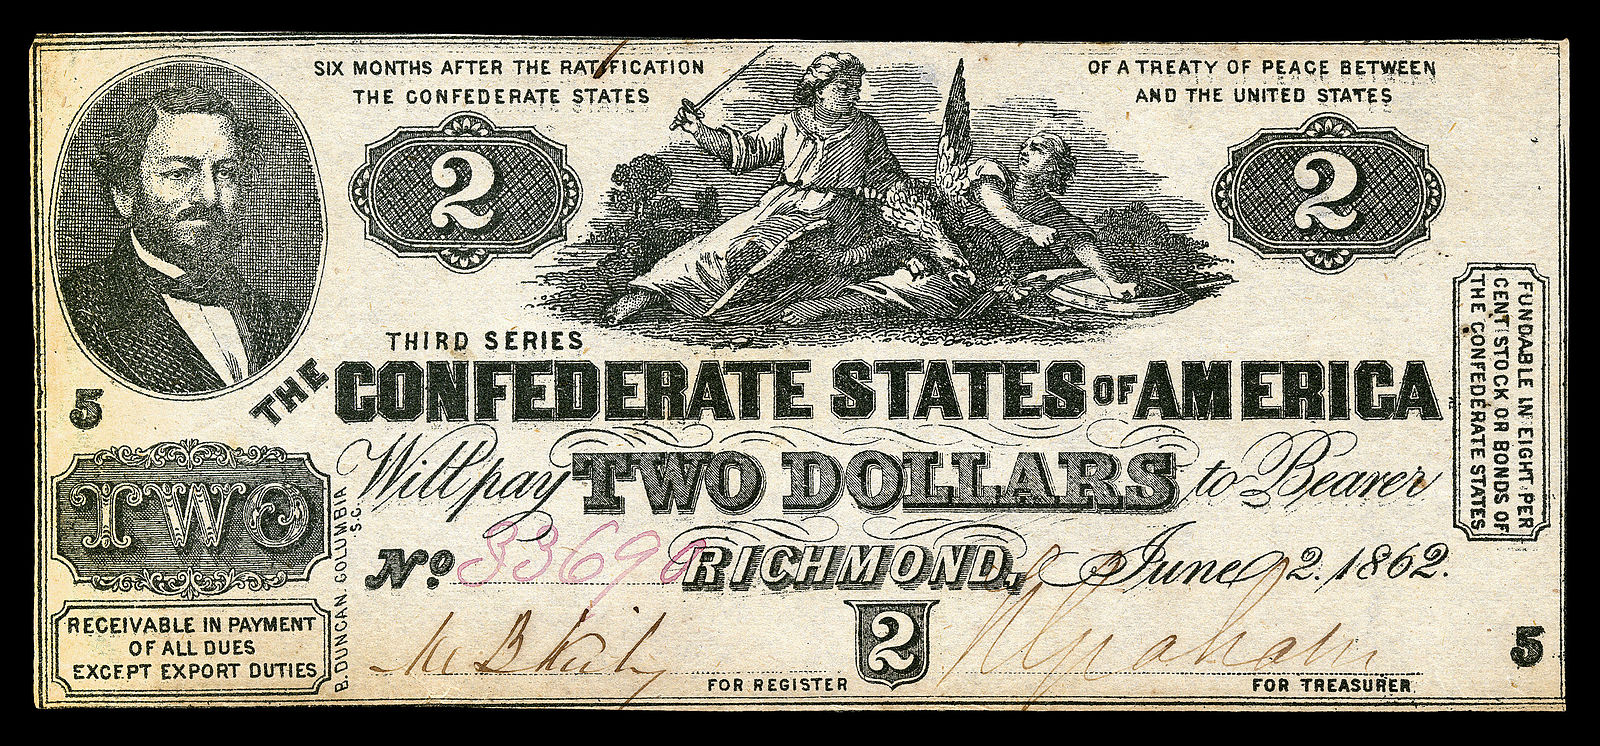 SIX MONTHS AFTER THE RATIFICATION OF A TREATY OF PEACE BETWEEN
THE CONFEDERATE STATES AND THE UNITED STATES
2 2
THIRD SERIES
THE CONFEDERATE STATES OF AMERICA
5
Will pay TWO DOLLARS to Bearer
TWO
No. 33690 RICHMOND, June 2. 1862.
2
FOR REGISTER
FOR TREASURER
5
RECEIVABLE IN PAYMENT
OF ALL DUES
EXCEPT EXPORT DUTIES
B. DUNCAN, COLUMBIA
S.C.
FUNDABLE IN EIGHT PER
CENT STOCK OR BONDS OF
THE CONFEDERATE STATES